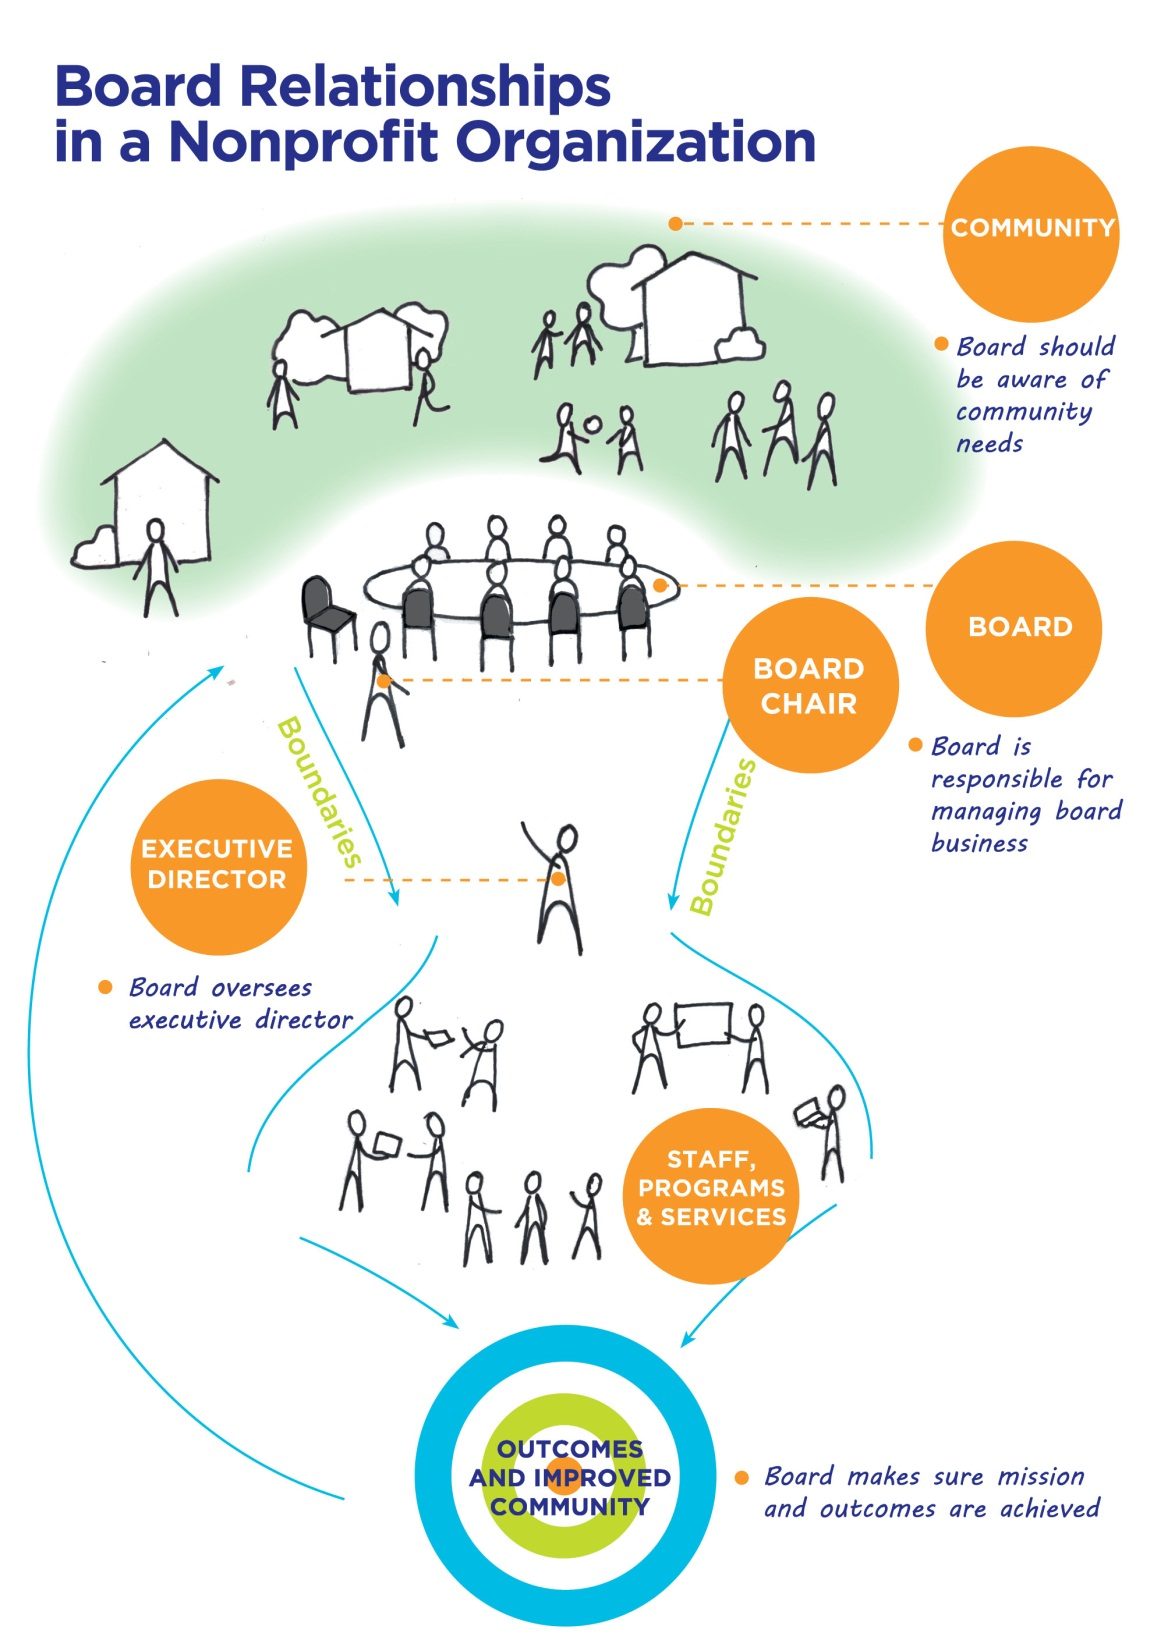 Board Relationships
in a Nonprofit Organization
COMMUNITY
Board should
be aware of
community
needs
BOARD
BOARD
CHAIR
Board is
responsible for
managing board
business
Boundaries
Boundaries
EXECUTIVE
DIRECTOR
Board oversees
executive director
STAFF,
PROGRAMS
& SERVICES
OUTCOMES
AND IMPROVED
COMMUNITY
Board makes sure mission
and outcomes are achieved